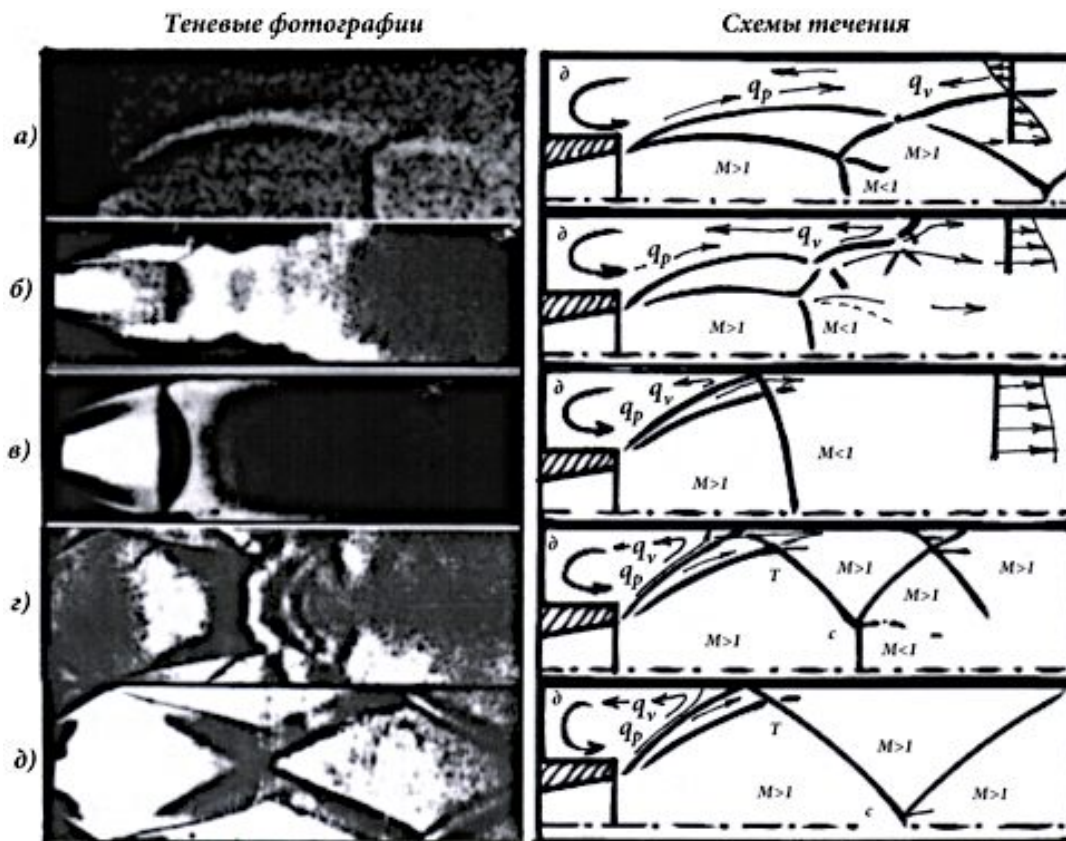 Теневые фотографии Схемы течения
а) д q_p q_v M>1 M<1 M>1
б) д q_p q_v M>1 M<1
в) д q_p q_v M>1 M<1
г) д q_p q_v T M>1 M>1 M>1 M>1 c M<1
д) д q_p q_v T M>1 M>1 c M>1